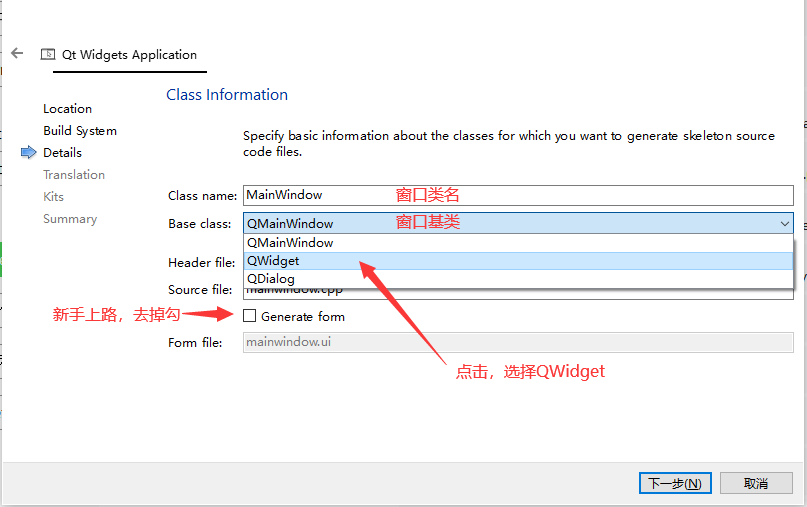 Qt Widgets Application
Class Information
Location
Build System
Details
Translation
Kits
Summary
Specify basic information about the classes for which you want to generate skeleton source
code files.
Class name: MainWindow 窗口类名
Base class: QMainWindow 窗口基类
QMainWindow
QWidget
QDialog
Header file:
Source file: mainwindow.cpp
新手上路，去掉勾
Generate form
Form file: mainwindow.ui
点击，选择QWidget
下一步(N)
取消